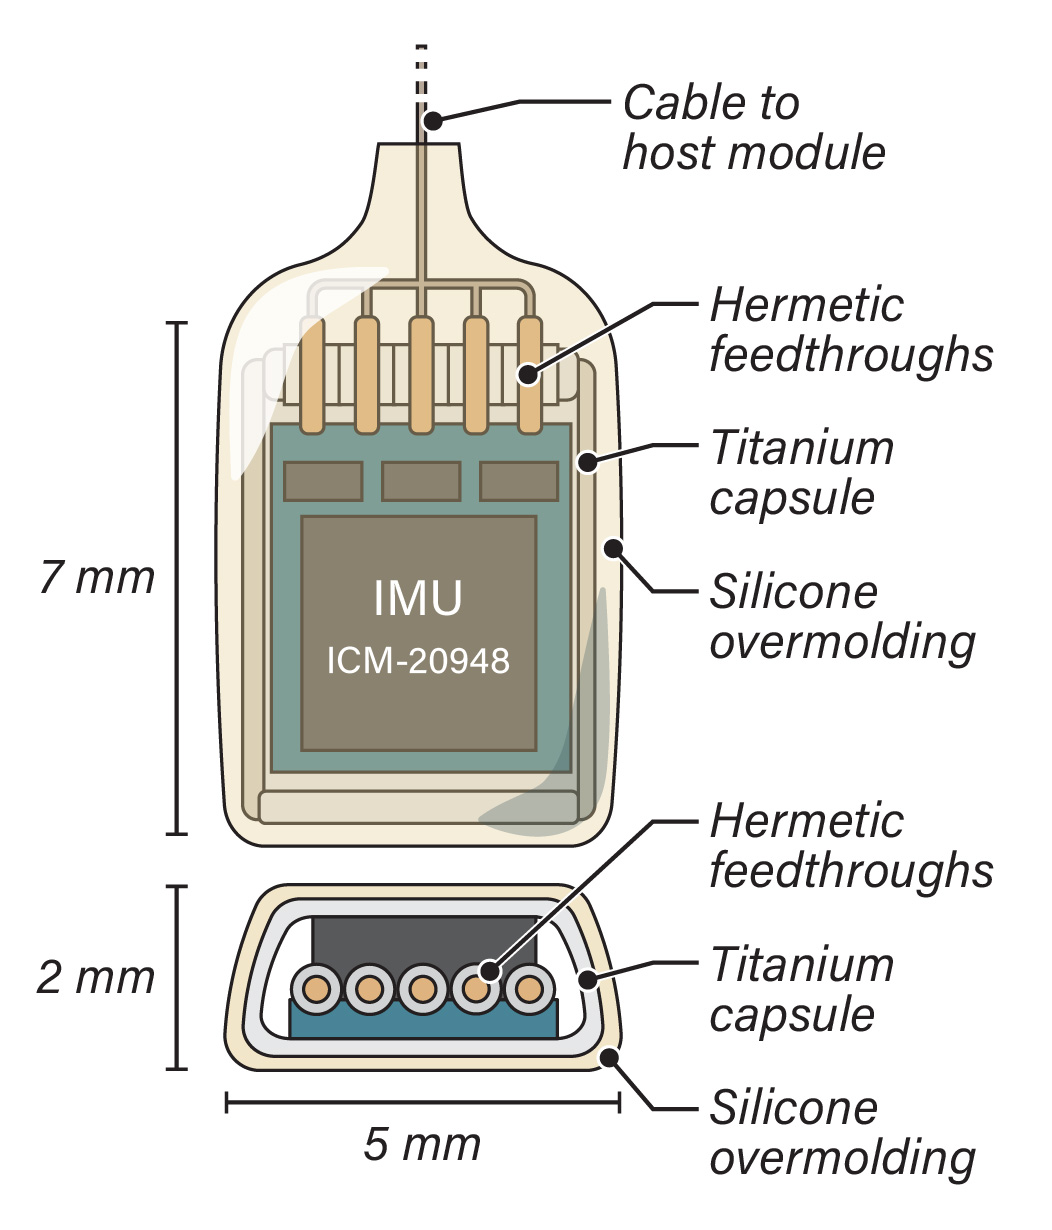 Cable to
host module
Hermetic
feedthroughs
Titanium
capsule
7 mm
Silicone
overmolding
IMU
ICM-20948
Hermetic
feedthroughs
2 mm
Titanium
capsule
Silicone
overmolding
5 mm